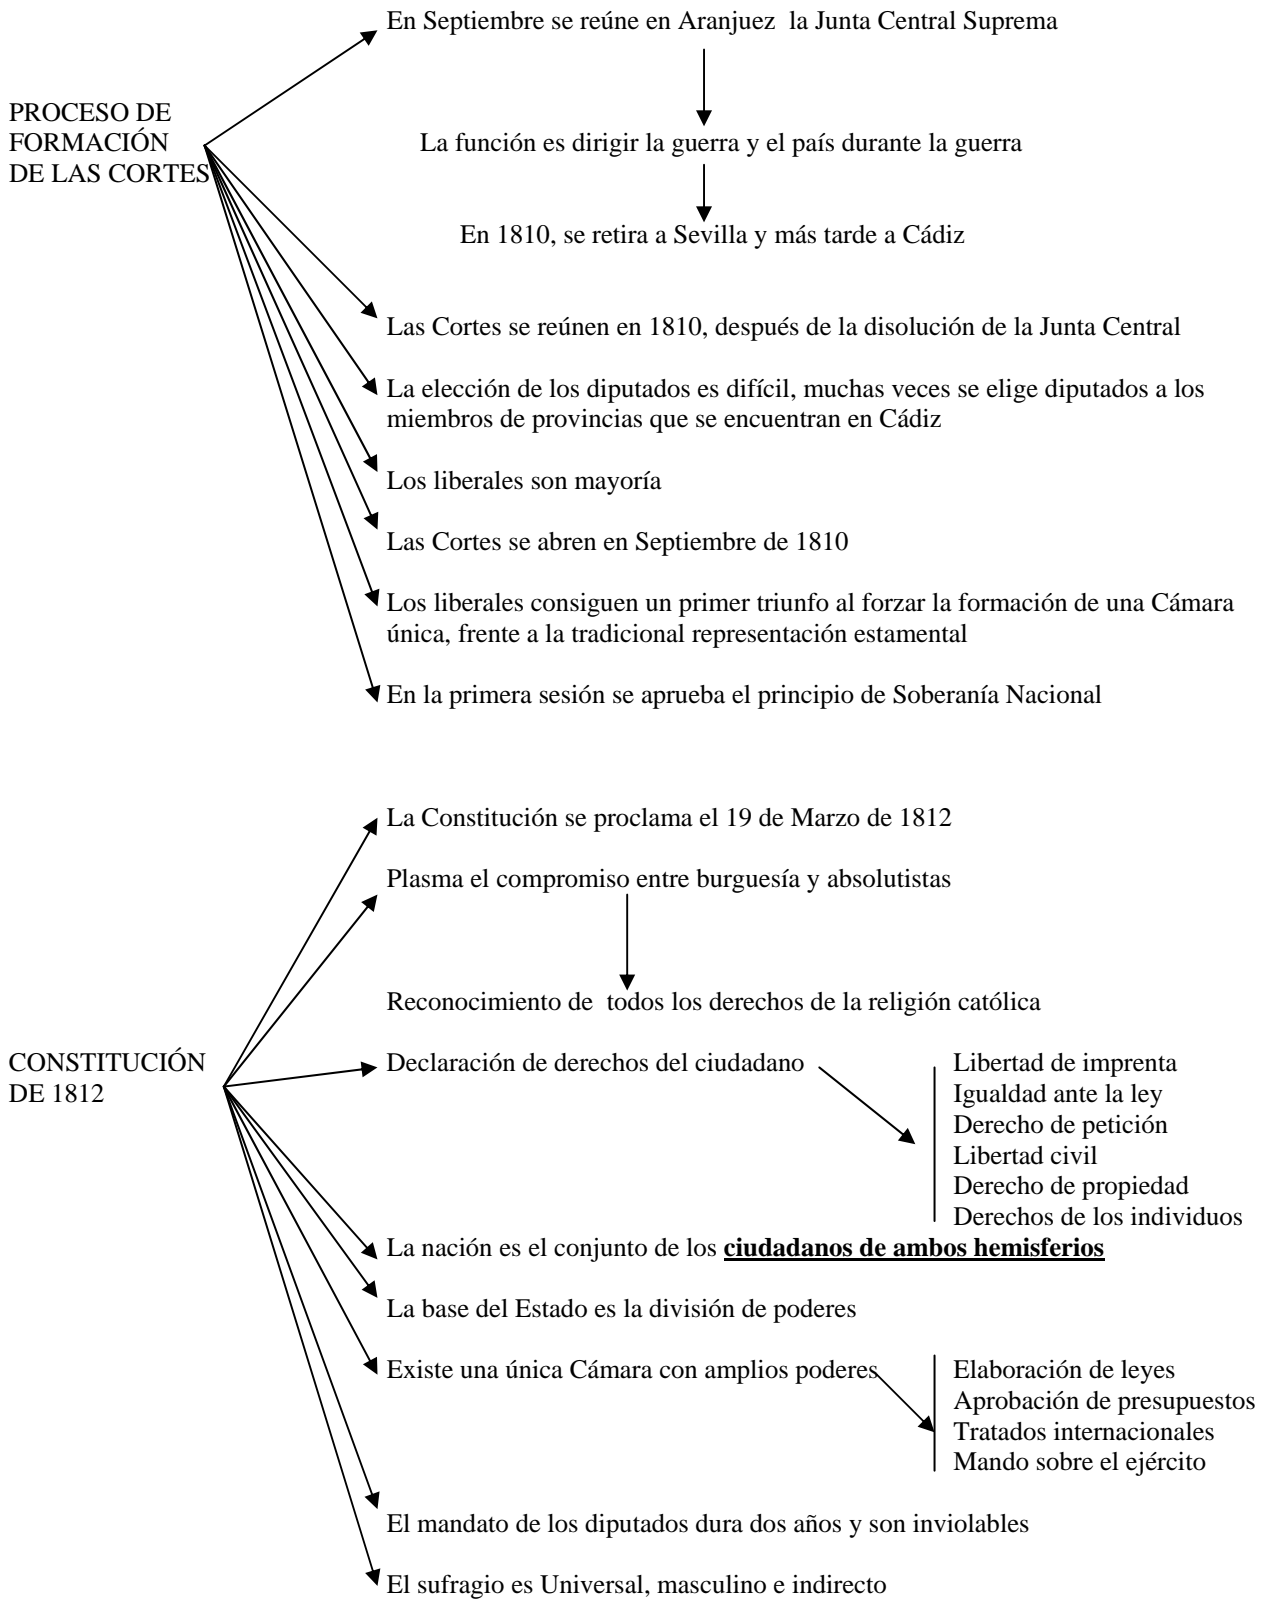 En Septiembre se reúne en Aranjuez  la Junta Central Suprema
PROCESO DE
FORMACIÓN
DE LAS CORTES
La función es dirigir la guerra y el país durante la guerra
En 1810, se retira a Sevilla y más tarde a Cádiz
Las Cortes se reúnen en 1810, después de la disolución de la Junta Central
La elección de los diputados es difícil, muchas veces se elige diputados a los
miembros de provincias que se encuentran en Cádiz
Los liberales son mayoría
Las Cortes se abren en Septiembre de 1810
Los liberales consiguen un primer triunfo al forzar la formación de una Cámara
única, frente a la tradicional representación estamental
En la primera sesión se aprueba el principio de Soberanía Nacional
La Constitución se proclama el 19 de Marzo de 1812
Plasma el compromiso entre burguesía y absolutistas
Reconocimiento de  todos los derechos de la religión católica
CONSTITUCIÓN
DE 1812
Declaración de derechos del ciudadano
Libertad de imprenta
Igualdad ante la ley
Derecho de petición
Libertad civil
Derecho de propiedad
Derechos de los individuos
La nación es el conjunto de los ciudadanos de ambos hemisferios
La base del Estado es la división de poderes
Existe una única Cámara con amplios poderes
Elaboración de leyes
Aprobación de presupuestos
Tratados internacionales
Mando sobre el ejército
El mandato de los diputados dura dos años y son inviolables
El sufragio es Universal, masculino e indirecto